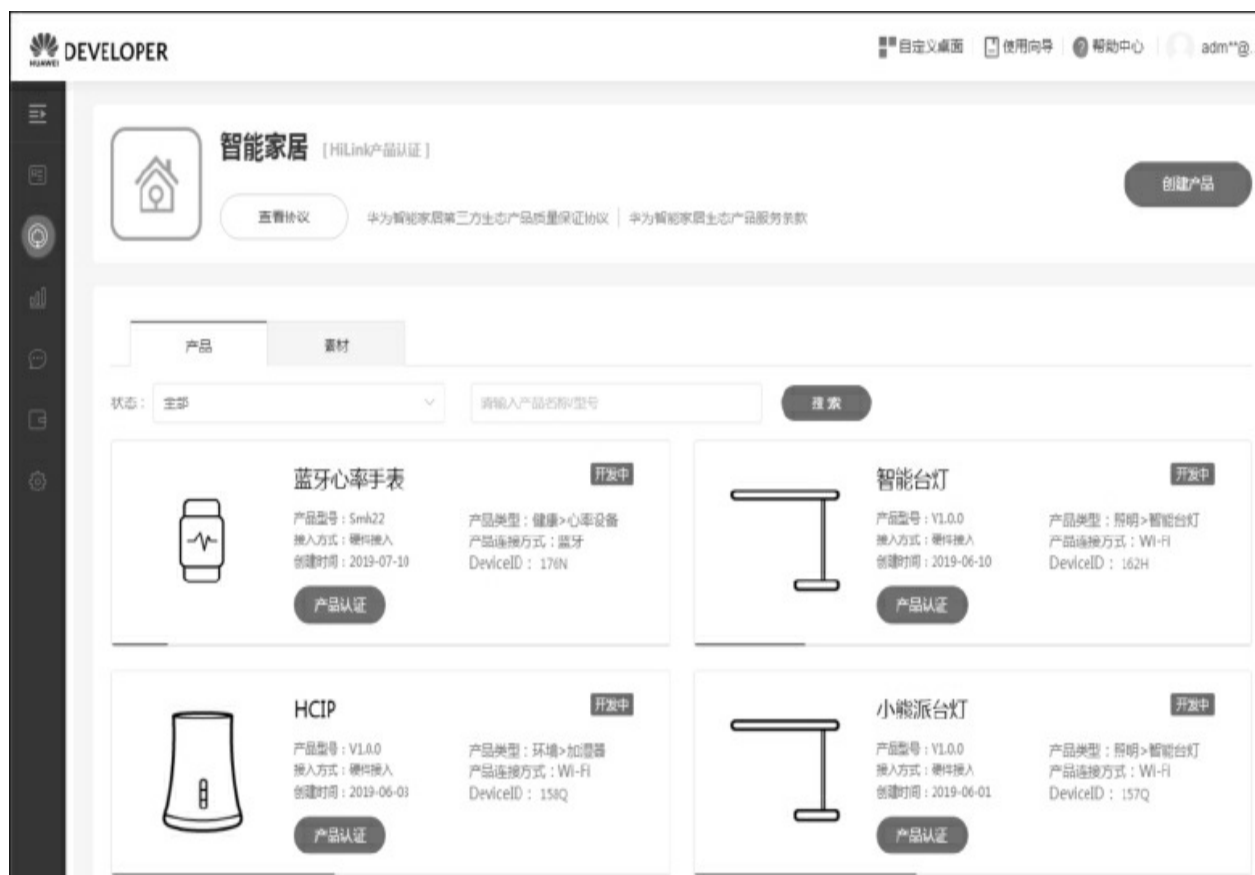 HUAWEI DEVELOPER
自定义桌面 使用向导 帮助中心 adm**@.
智能家居 [HiLink产品认证]
创建产品
查看协议 华为智能家居第三方生态产品质量保证协议 华为智能家居生态产品服务条款
产品 素材
状态: 全部 请输入产品名称/型号 搜索
蓝牙心率手表 开发中
产品型号:Smh22 产品类型:健康>心率设备
接入方式:硬件接入 产品连接方式:蓝牙
创建时间:2019-07-10 DeviceID: 176N
产品认证
智能台灯 开发中
产品型号:V1.0.0 产品类型:照明>智能台灯
接入方式:硬件接入 产品连接方式:Wi-Fi
创建时间:2019-06-10 DeviceID: 162H
产品认证
HCIP 开发中
产品型号:V1.0.0 产品类型:环境>加湿器
接入方式:硬件接入 产品连接方式:Wi-Fi
创建时间:2019-06-03 DeviceID: 158Q
产品认证
小熊派台灯 开发中
产品型号:V1.0.0 产品类型:照明>智能台灯
接入方式:硬件接入 产品连接方式:Wi-Fi
创建时间:2019-06-01 DeviceID: 157Q
产品认证